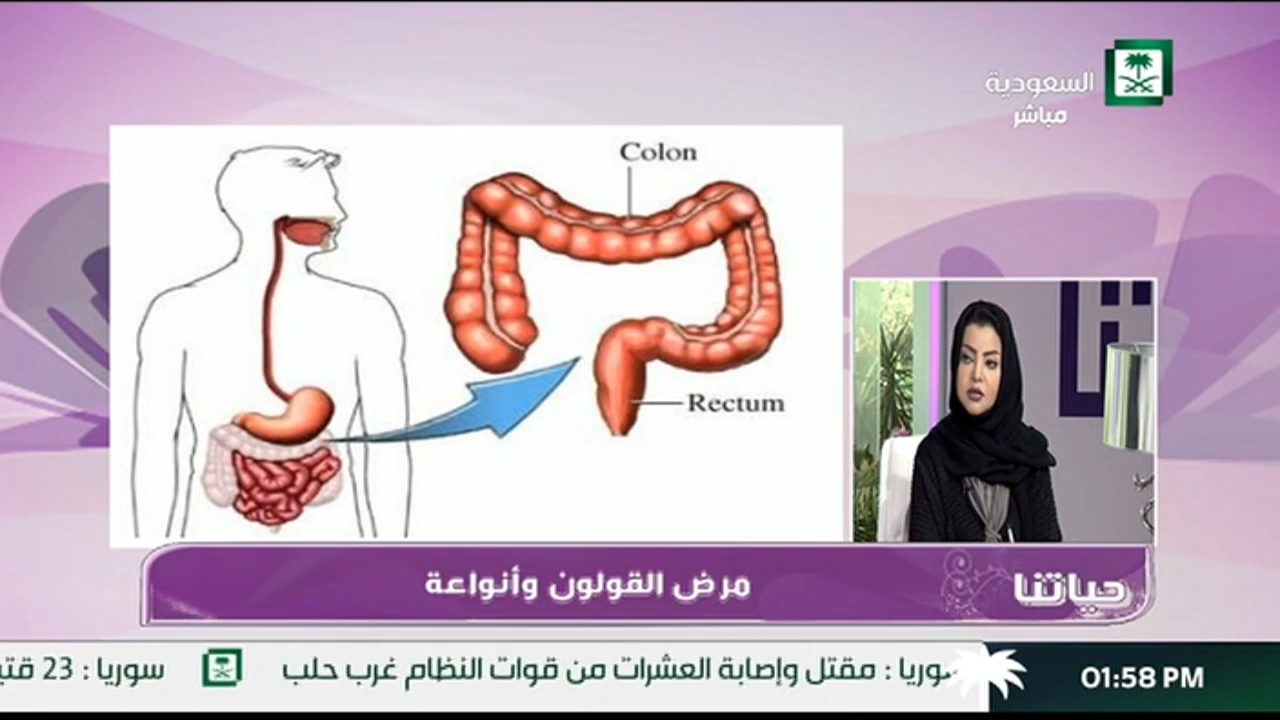 السعودية
مباشر
Colon
Rectum
مرض القولون وأنواعة
حياتنا
سوريا : مقتل وإصابة العشرات من قوات النظام غرب حلب
سوريا : 23
01:58 PM